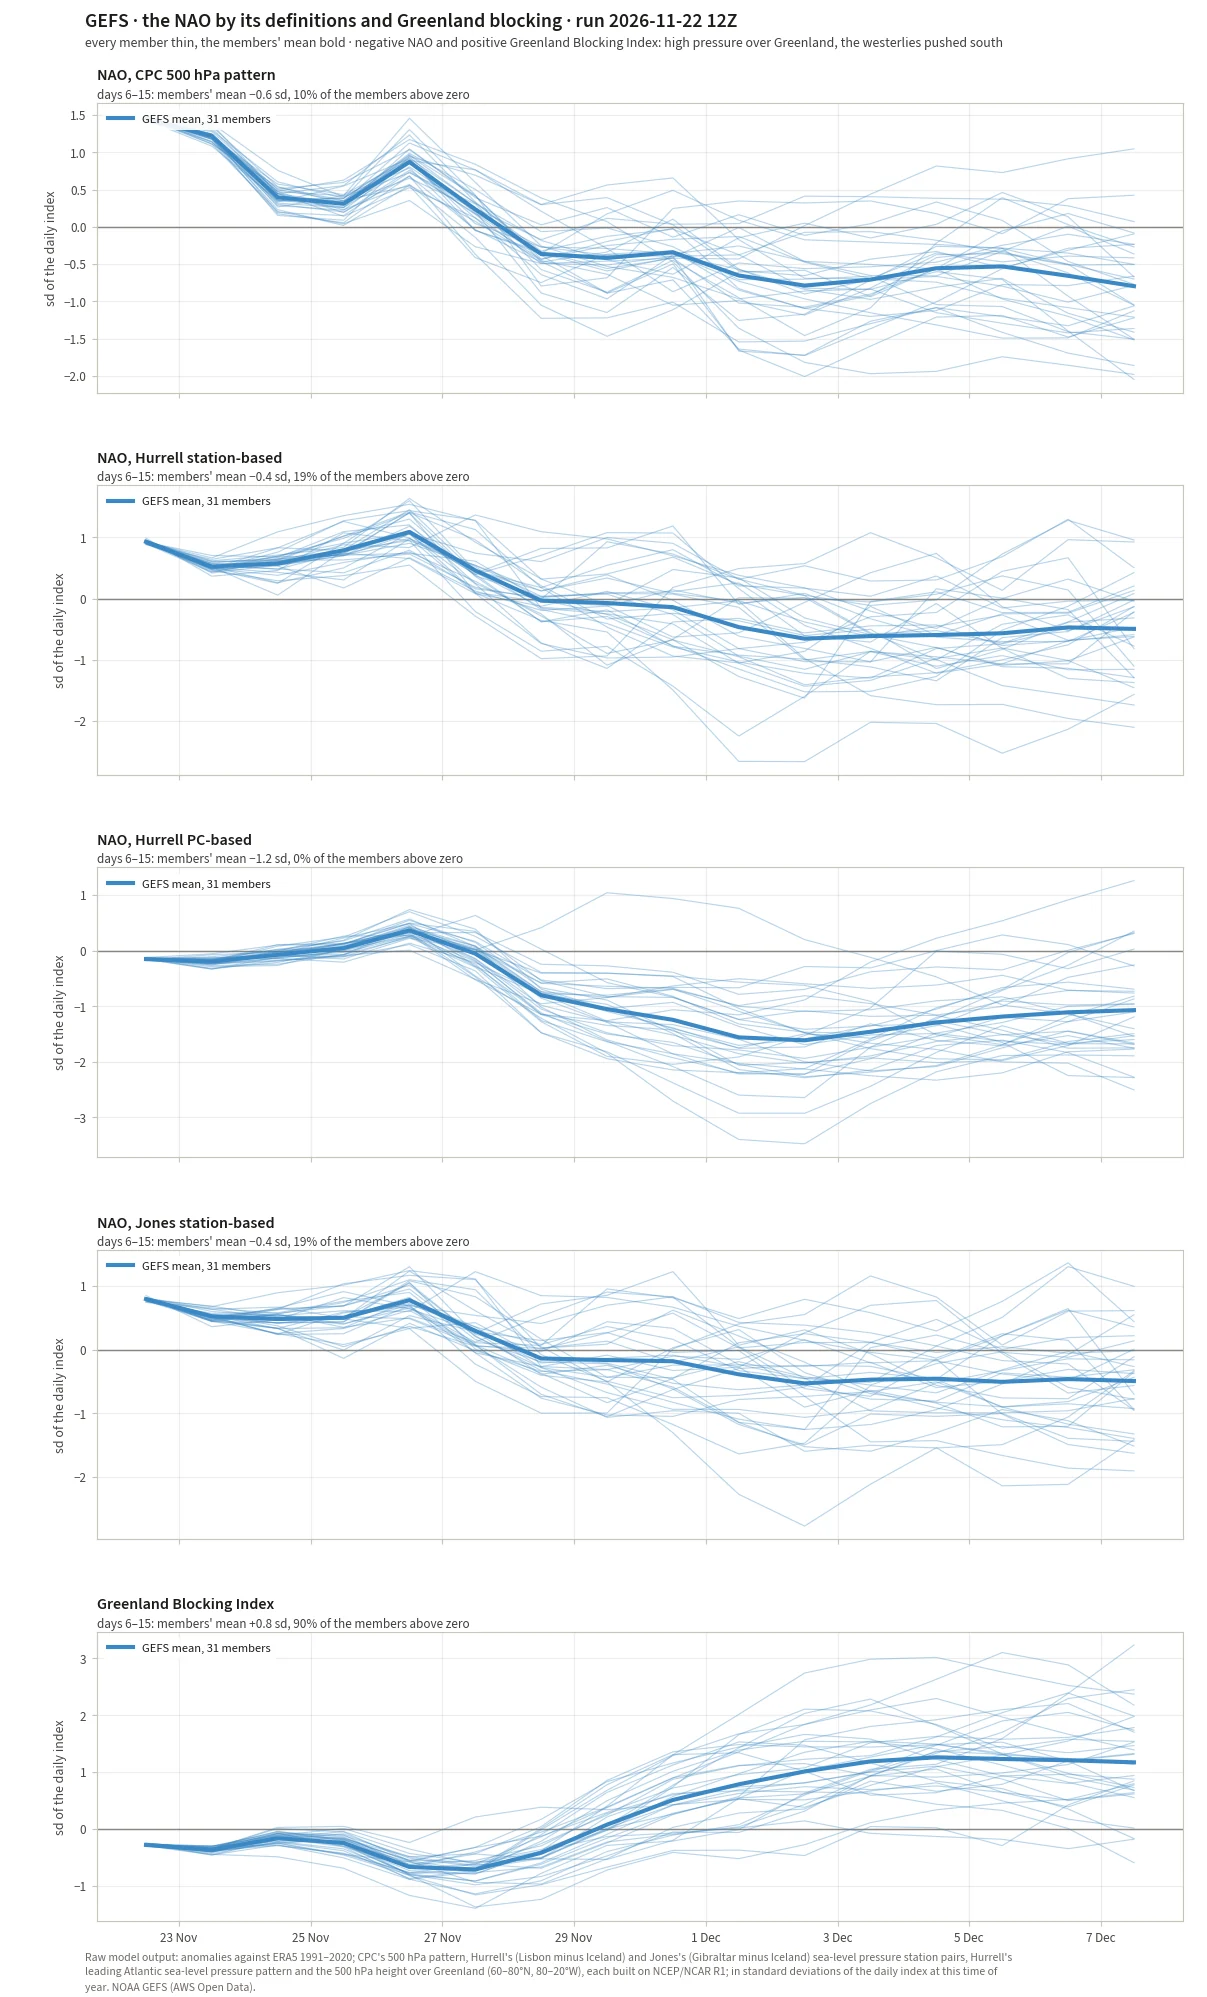 GEFS · the NAO by its definitions and Greenland blocking · run 2026-11-22 12Z
every member thin, the members' mean bold · negative NAO and positive Greenland Blocking Index: high pressure over Greenland, the westerlies pushed south
NAO, CPC 500 hPa pattern
days 6–15: members' mean −0.6 sd, 10% of the members above zero
GEFS mean, 31 members
sd of the daily index
1.5
1.0
0.5
0.0
−0.5
−1.0
−1.5
−2.0
NAO, Hurrell station-based
days 6–15: members' mean −0.4 sd, 19% of the members above zero
GEFS mean, 31 members
sd of the daily index
1
0
−1
−2
NAO, Hurrell PC-based
days 6–15: members' mean −1.2 sd, 0% of the members above zero
GEFS mean, 31 members
sd of the daily index
1
0
−1
−2
−3
NAO, Jones station-based
days 6–15: members' mean −0.4 sd, 19% of the members above zero
GEFS mean, 31 members
sd of the daily index
1
0
−1
−2
Greenland Blocking Index
days 6–15: members' mean +0.8 sd, 90% of the members above zero
GEFS mean, 31 members
sd of the daily index
3
2
1
0
−1
23 Nov 25 Nov 27 Nov 29 Nov 1 Dec 3 Dec 5 Dec 7 Dec
Raw model output: anomalies against ERA5 1991–2020; CPC's 500 hPa pattern, Hurrell's (Lisbon minus Iceland) and Jones's (Gibraltar minus Iceland) sea-level pressure station pairs, Hurrell's
leading Atlantic sea-level pressure pattern and the 500 hPa height over Greenland (60–80°N, 80–20°W), each built on NCEP/NCAR R1; in standard deviations of the daily index at this time of
year. NOAA GEFS (AWS Open Data).